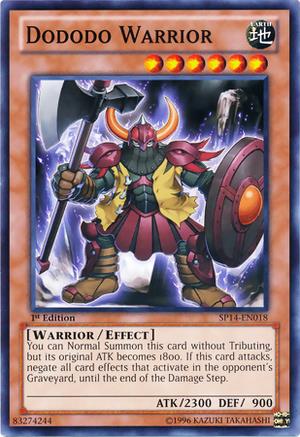 DODODO WARRIOR
EARTH
地
1st Edition
SP14-EN018
[WARRIOR / EFFECT]
You can Normal Summon this card without Tributing,
but its original ATK becomes 1800. If this card attacks,
negate all card effects that activate in the opponent's
Graveyard, until the end of the Damage Step.
ATK/2300 DEF/ 900
83274244
©1996 KAZUKI TAKAHASHI